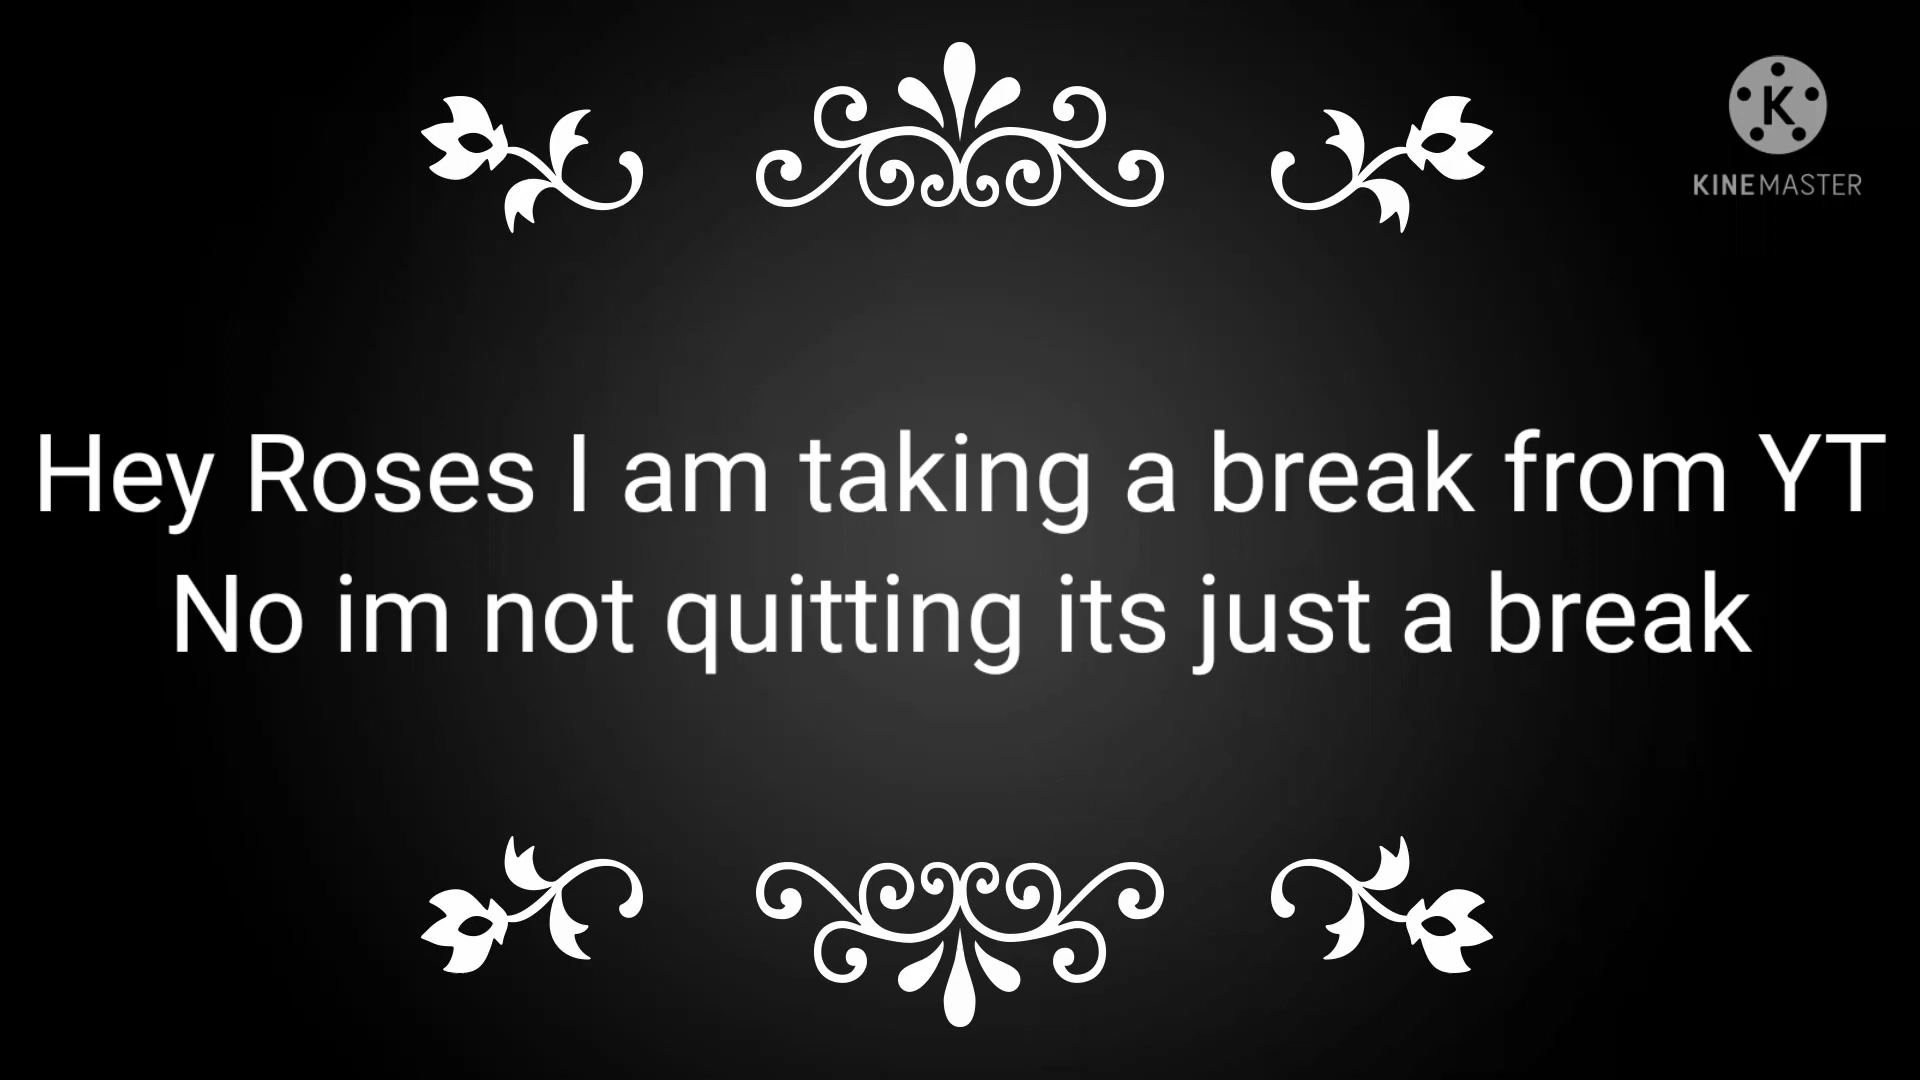 K
KINEMASTER
Hey Roses I am taking a break from YT
No im not quitting its just a break